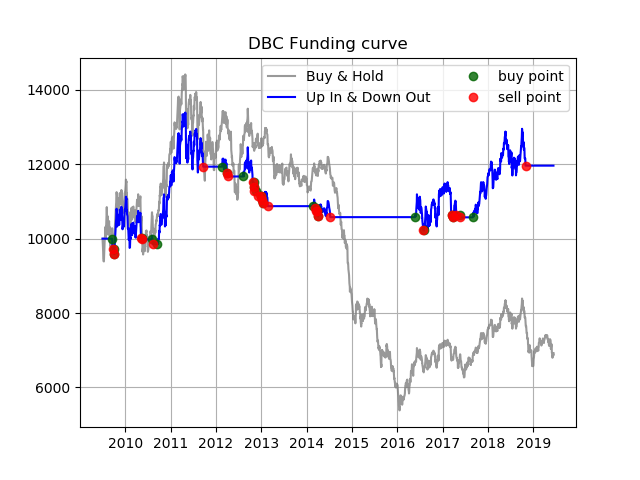 DBC Funding curve
14000
12000
10000
8000
6000
Buy & Hold
Up In & Down Out
buy point
sell point
2010 2011 2012 2013 2014 2015 2016 2017 2018 2019